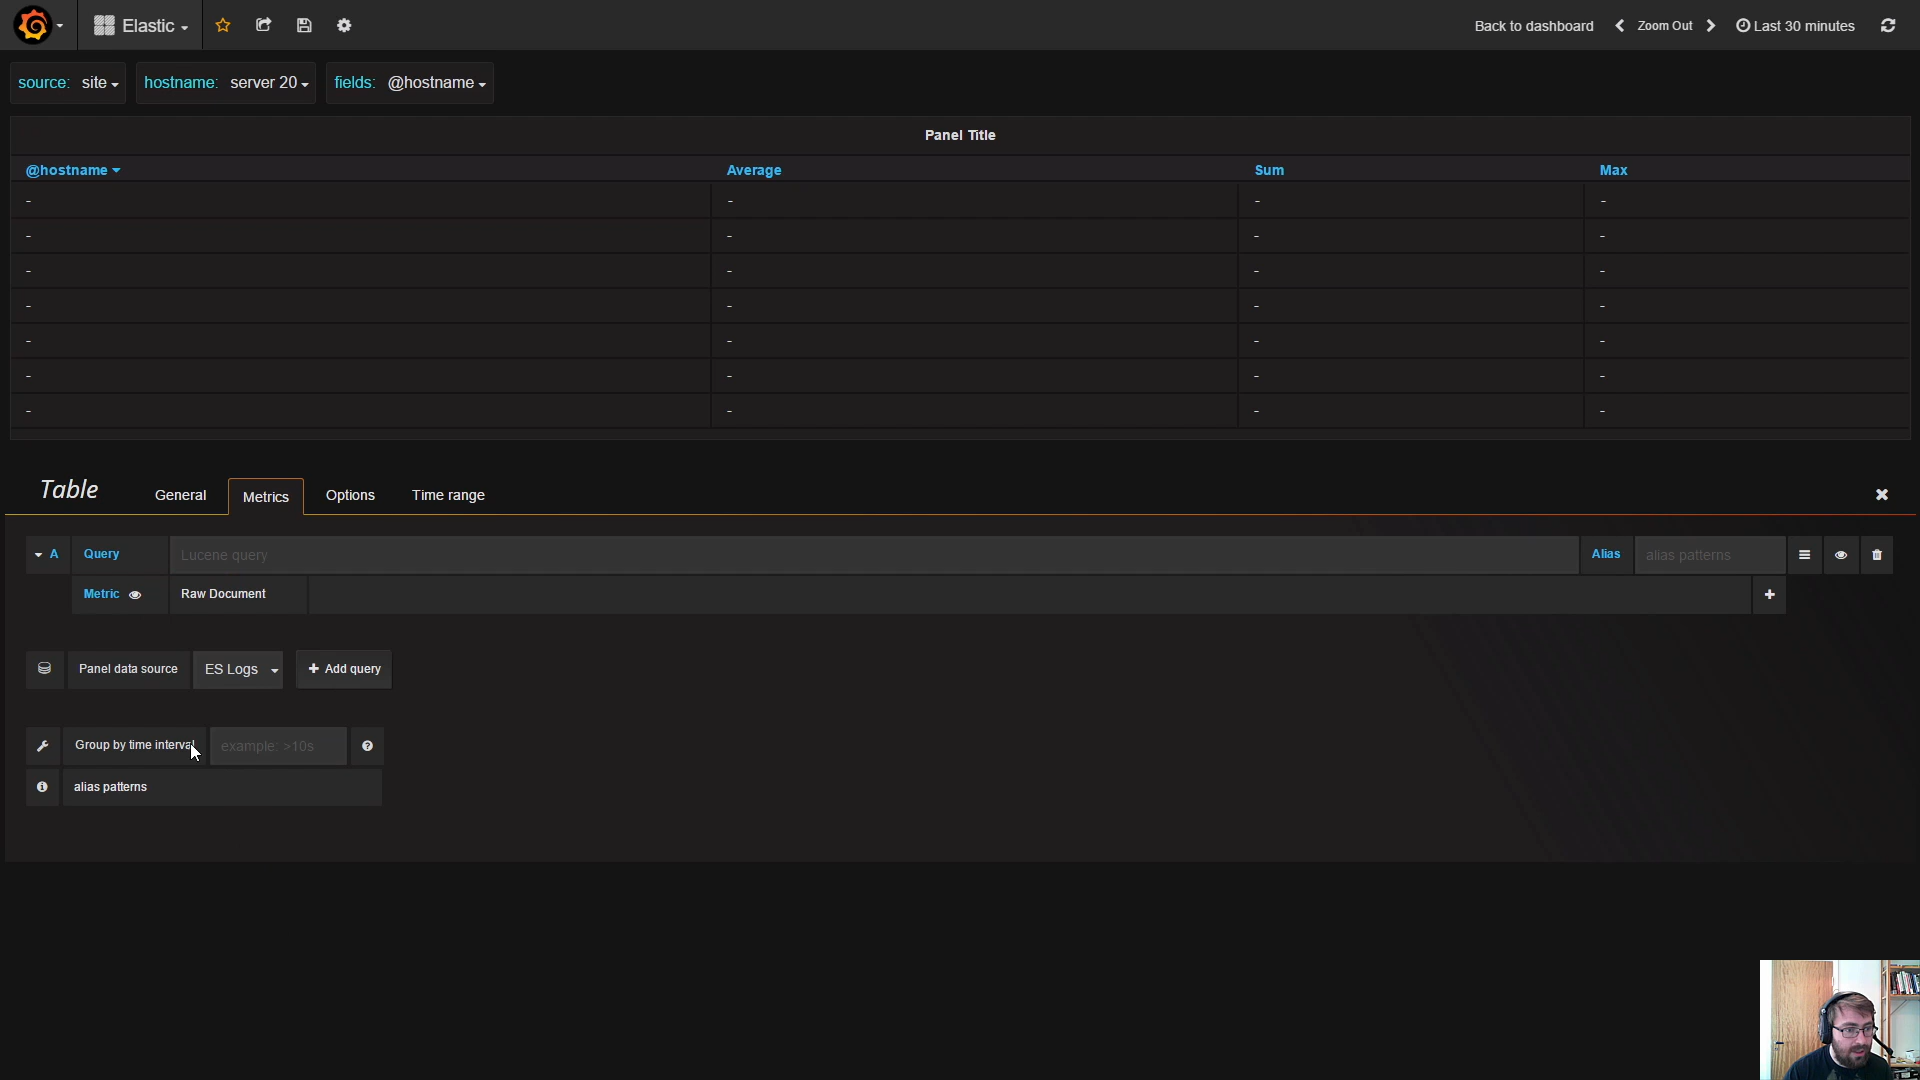 Elastic
Back to dashboard Zoom Out Last 30 minutes
source: site hostname: server 20 fields: @hostname
Panel Title
@hostname Average Sum Max
- - - -
- - - -
- - - -
- - - -
- - - -
- - - -
- - - -
Table General Metrics Options Time range
A Query Lucene query Alias alias patterns
Metric Raw Document
Panel data source ES Logs Add query
Group by time interval example: >10s
alias patterns